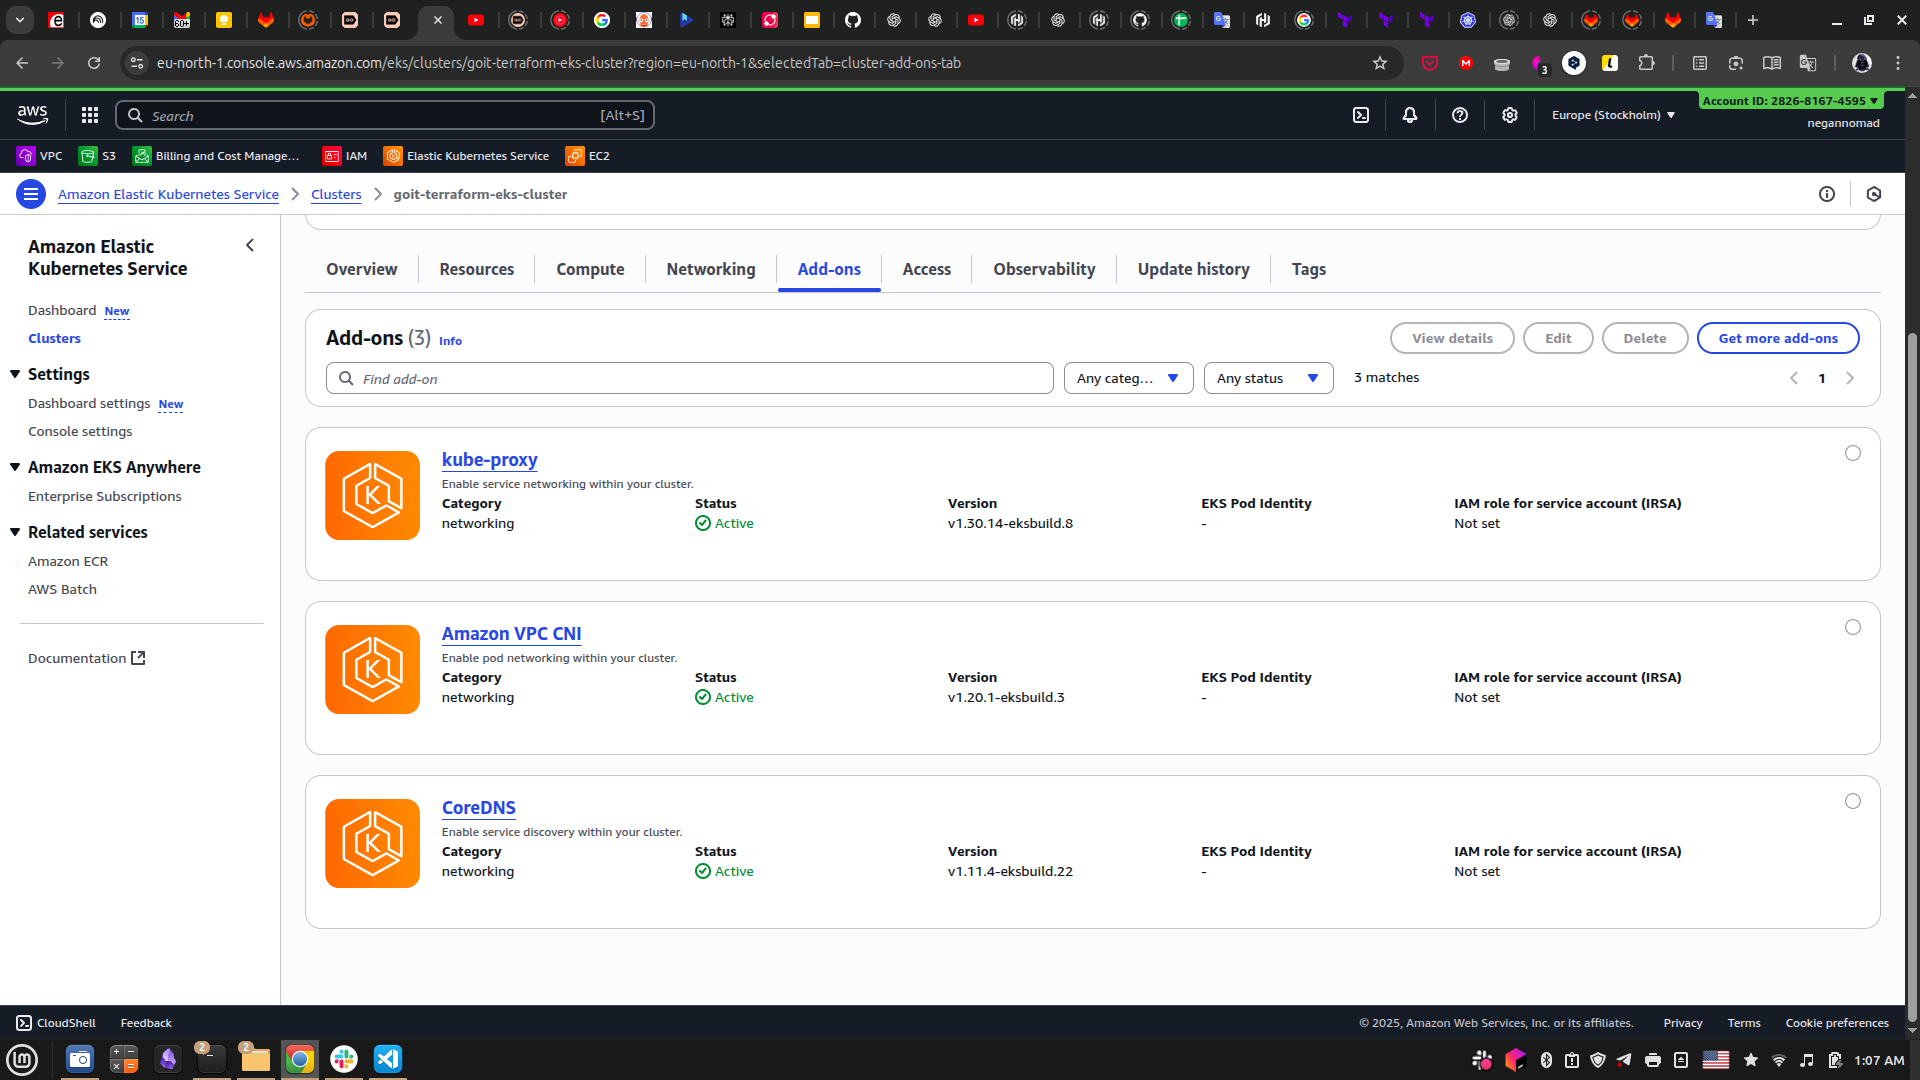 eu-north-1.console.aws.amazon.com/eks/clusters/goit-terraform-eks-cluster?region=eu-north-1&selectedTab=cluster-add-ons-tab
3
aws
Search
[Alt+S]
Europe (Stockholm)
Account ID: 2826-8167-4595
negannomad
VPC
S3
Billing and Cost Manage...
IAM
Elastic Kubernetes Service
EC2
Amazon Elastic Kubernetes Service
Clusters
goit-terraform-eks-cluster
Amazon Elastic
Kubernetes Service
Dashboard New
Clusters
Settings
Dashboard settings New
Console settings
Amazon EKS Anywhere
Enterprise Subscriptions
Related services
Amazon ECR
AWS Batch
Documentation
Overview
Resources
Compute
Networking
Add-ons
Access
Observability
Update history
Tags
Add-ons (3) Info
View details
Edit
Delete
Get more add-ons
Find add-on
Any categ...
Any status
3 matches
1
kube-proxy
Enable service networking within your cluster.
Category
Status
Version
EKS Pod Identity
IAM role for service account (IRSA)
networking
Active
v1.30.14-eksbuild.8
-
Not set
Amazon VPC CNI
Enable pod networking within your cluster.
Category
Status
Version
EKS Pod Identity
IAM role for service account (IRSA)
networking
Active
v1.20.1-eksbuild.3
-
Not set
CoreDNS
Enable service discovery within your cluster.
Category
Status
Version
EKS Pod Identity
IAM role for service account (IRSA)
networking
Active
v1.11.4-eksbuild.22
-
Not set
CloudShell
Feedback
© 2025, Amazon Web Services, Inc. or its affiliates.
Privacy
Terms
Cookie preferences
2
2
1:07 AM